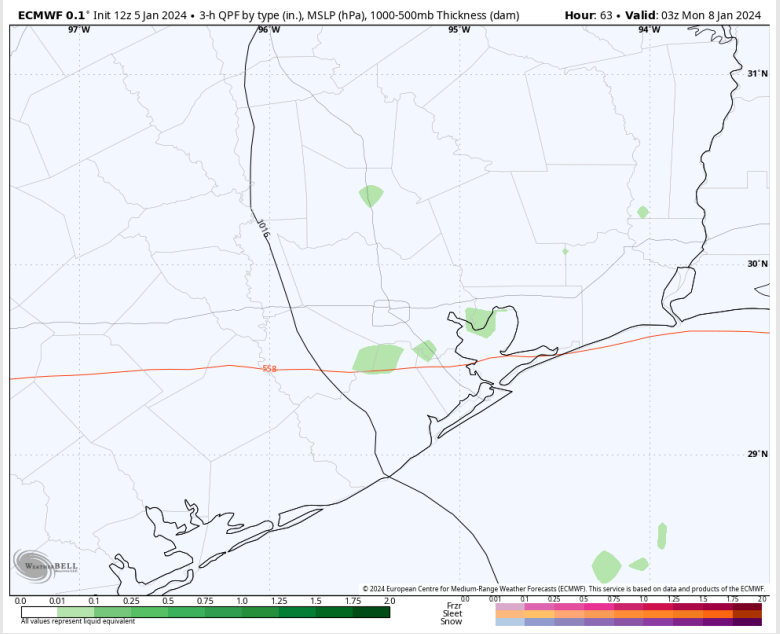 ECMWF 0.1° Init 12z 5 Jan 2024 • 3-h QPF by type (in.), MSLP (hPa), 1000-500mb Thickness (dam)
Hour: 63 • Valid: 03z Mon 8 Jan 2024
97°W 96°W 95°W 94°W
31°N
1016
30°N
558
29°N
WEATHERBELL
© 2024 European Centre for Medium-Range Weather Forecasts (ECMWF). This service is based on data and products of the ECMWF.
0.0 0.01 0.1 0.25 0.5 0.75 1.0 1.25 1.5 1.75 2.0
All values represent liquid equivalent
0.0 0.01 0.1 0.25 0.5 0.75 1.0 1.25 1.5 1.75 2.0
Frzr
Sleet
Snow